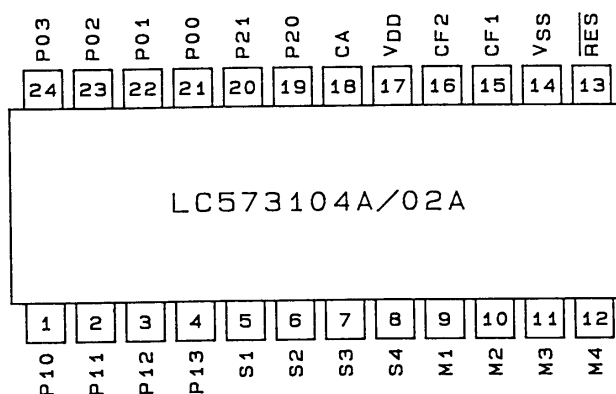 P03 P02 P01 P00 P21 P20 CA VDD CF2 CF1 VSS RES
24 23 22 21 20 19 18 17 16 15 14 13
LC573104A/02A
1 2 3 4 5 6 7 8 9 10 11 12
P10 P11 P12 P13 S1 S2 S3 S4 M1 M2 M3 M4